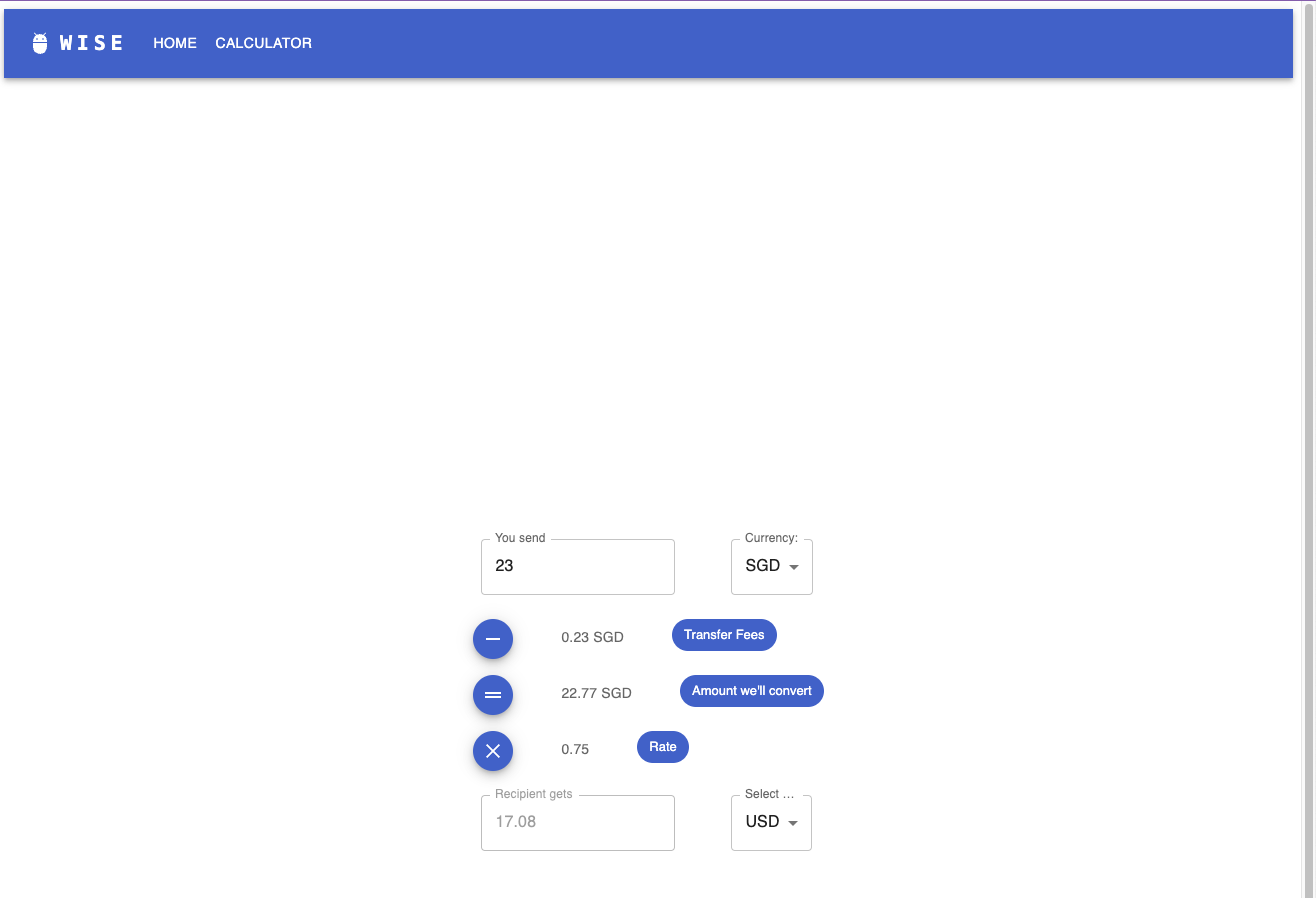 WISE HOME CALCULATOR
You send
Currency:
23
SGD
0.23 SGD
Transfer Fees
22.77 SGD
Amount we'll convert
0.75
Rate
Recipient gets
Select ...
17.08
USD